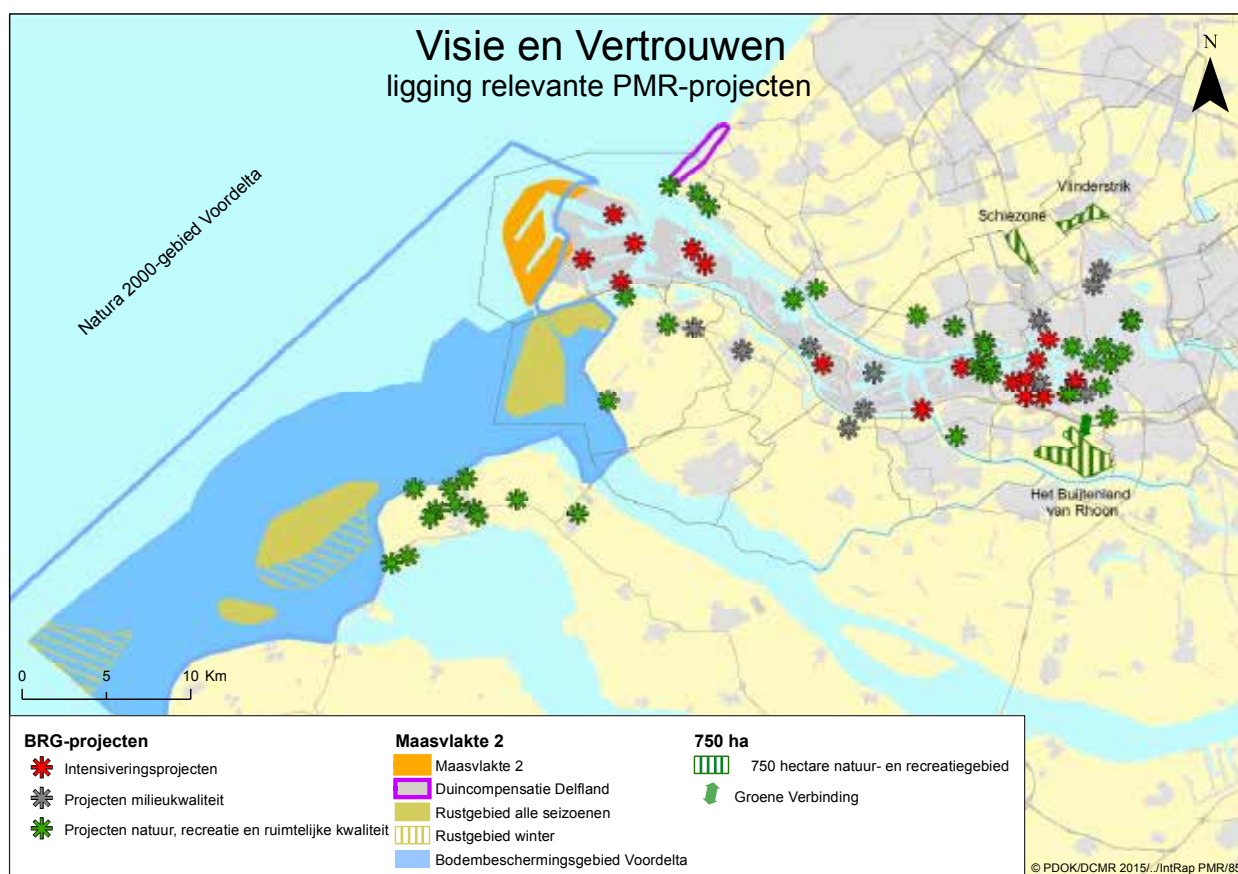 Visie en Vertrouwen
ligging relevante PMR-projecten
N
Natura 2000-gebied Voordelta
Vlinderstrik
Schiezone
Het Buijtenland
van Rhoon
0 5 10 Km
BRG-projecten
Intensiveringsprojecten
Projecten milieukwaliteit
Projecten natuur, recreatie en ruimtelijke kwaliteit
Maasvlakte 2
Maasvlakte 2
Duincompensatie Delfland
Rustgebied alle seizoenen
Rustgebied winter
Bodembeschermingsgebied Voordelta
750 ha
750 hectare natuur- en recreatiegebied
Groene Verbinding
© PDOK/DCMR 2015/../IntRap PMR/85